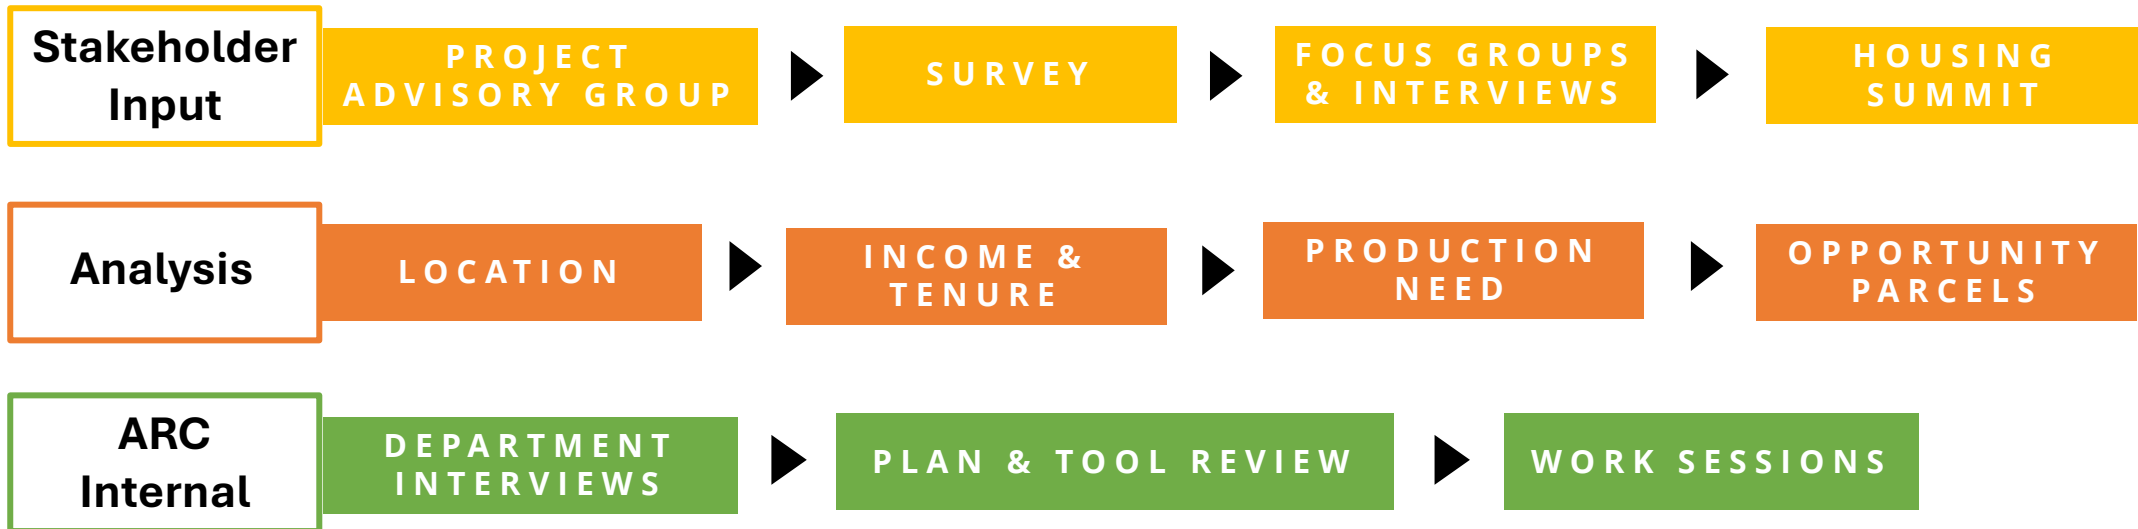 Stakeholder
Input
PROJECT
ADVISORY GROUP
SURVEY
FOCUS GROUPS
& INTERVIEWS
HOUSING
SUMMIT
Analysis
LOCATION
INCOME &
TENURE
PRODUCTION
NEED
OPPORTUNITY
PARCELS
ARC
Internal
DEPARTMENT
INTERVIEWS
PLAN & TOOL REVIEW
WORK SESSIONS